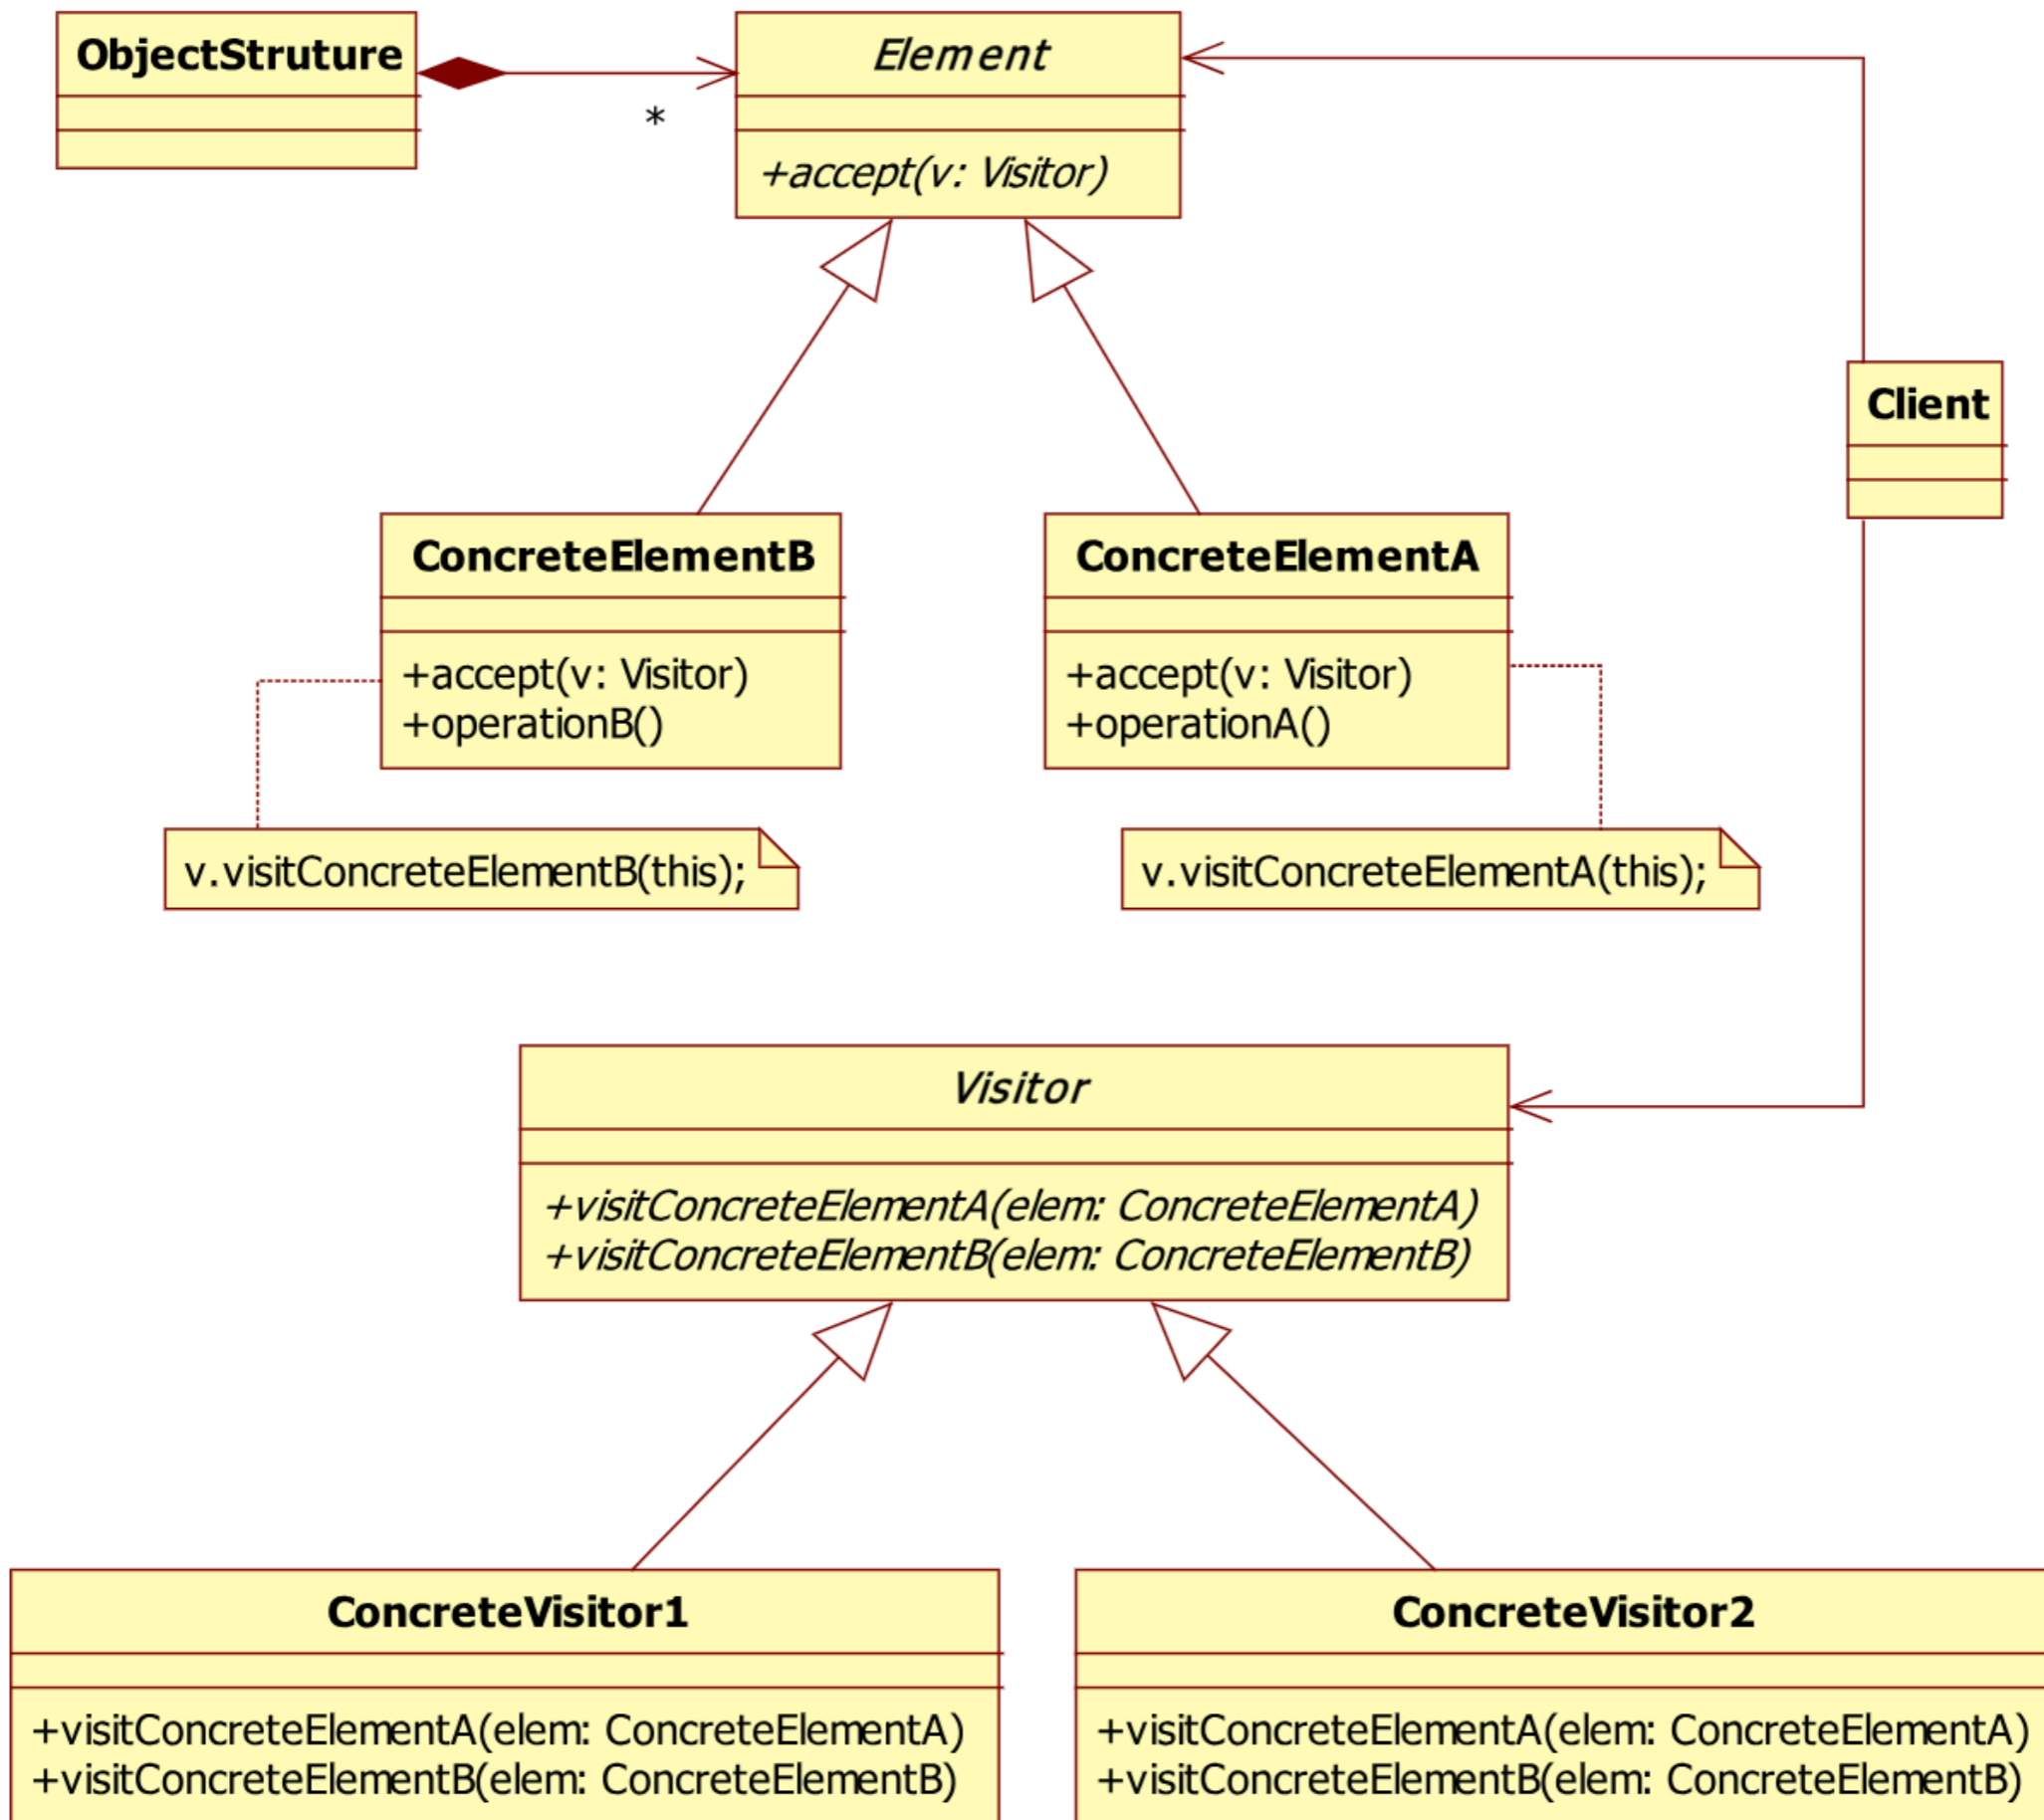 ObjectStruture
*
Element
+accept(v: Visitor)
Client
ConcreteElementB
+accept(v: Visitor)
+operationB()
ConcreteElementA
+accept(v: Visitor)
+operationA()
v.visitConcreteElementB(this);
v.visitConcreteElementA(this);
Visitor
+visitConcreteElementA(elem: ConcreteElementA)
+visitConcreteElementB(elem: ConcreteElementB)
ConcreteVisitor1
+visitConcreteElementA(elem: ConcreteElementA)
+visitConcreteElementB(elem: ConcreteElementB)
ConcreteVisitor2
+visitConcreteElementA(elem: ConcreteElementA)
+visitConcreteElementB(elem: ConcreteElementB)